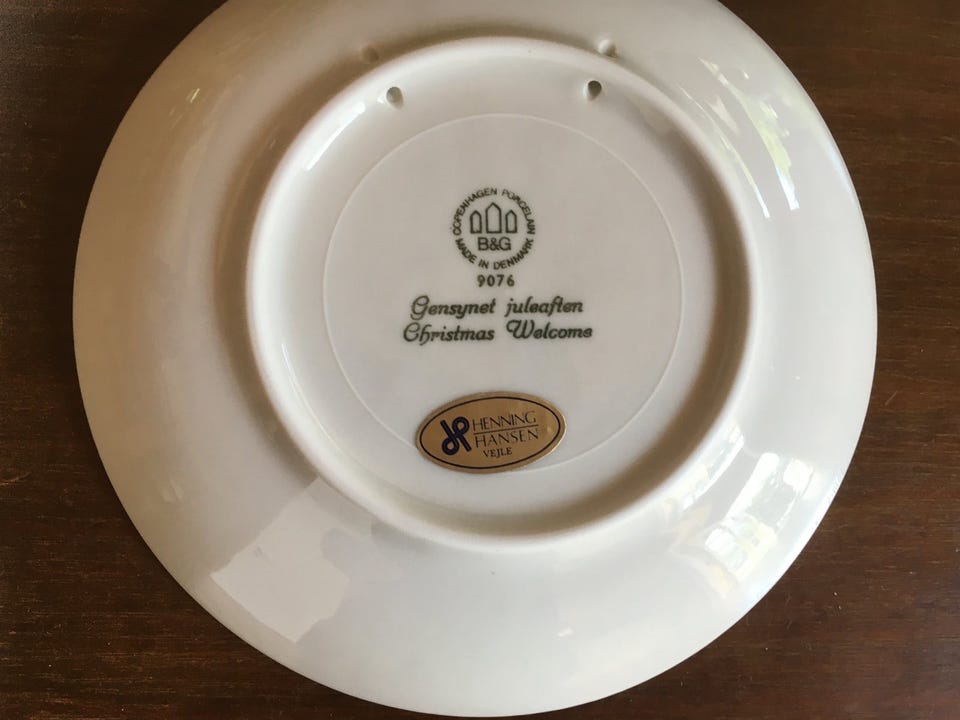 COPENHAGEN PORCELAIN
B&G
MADE IN DENMARK
9076
Gensynet juleaften
Christmas Welcome
HENNING
HANSEN
VEJLE